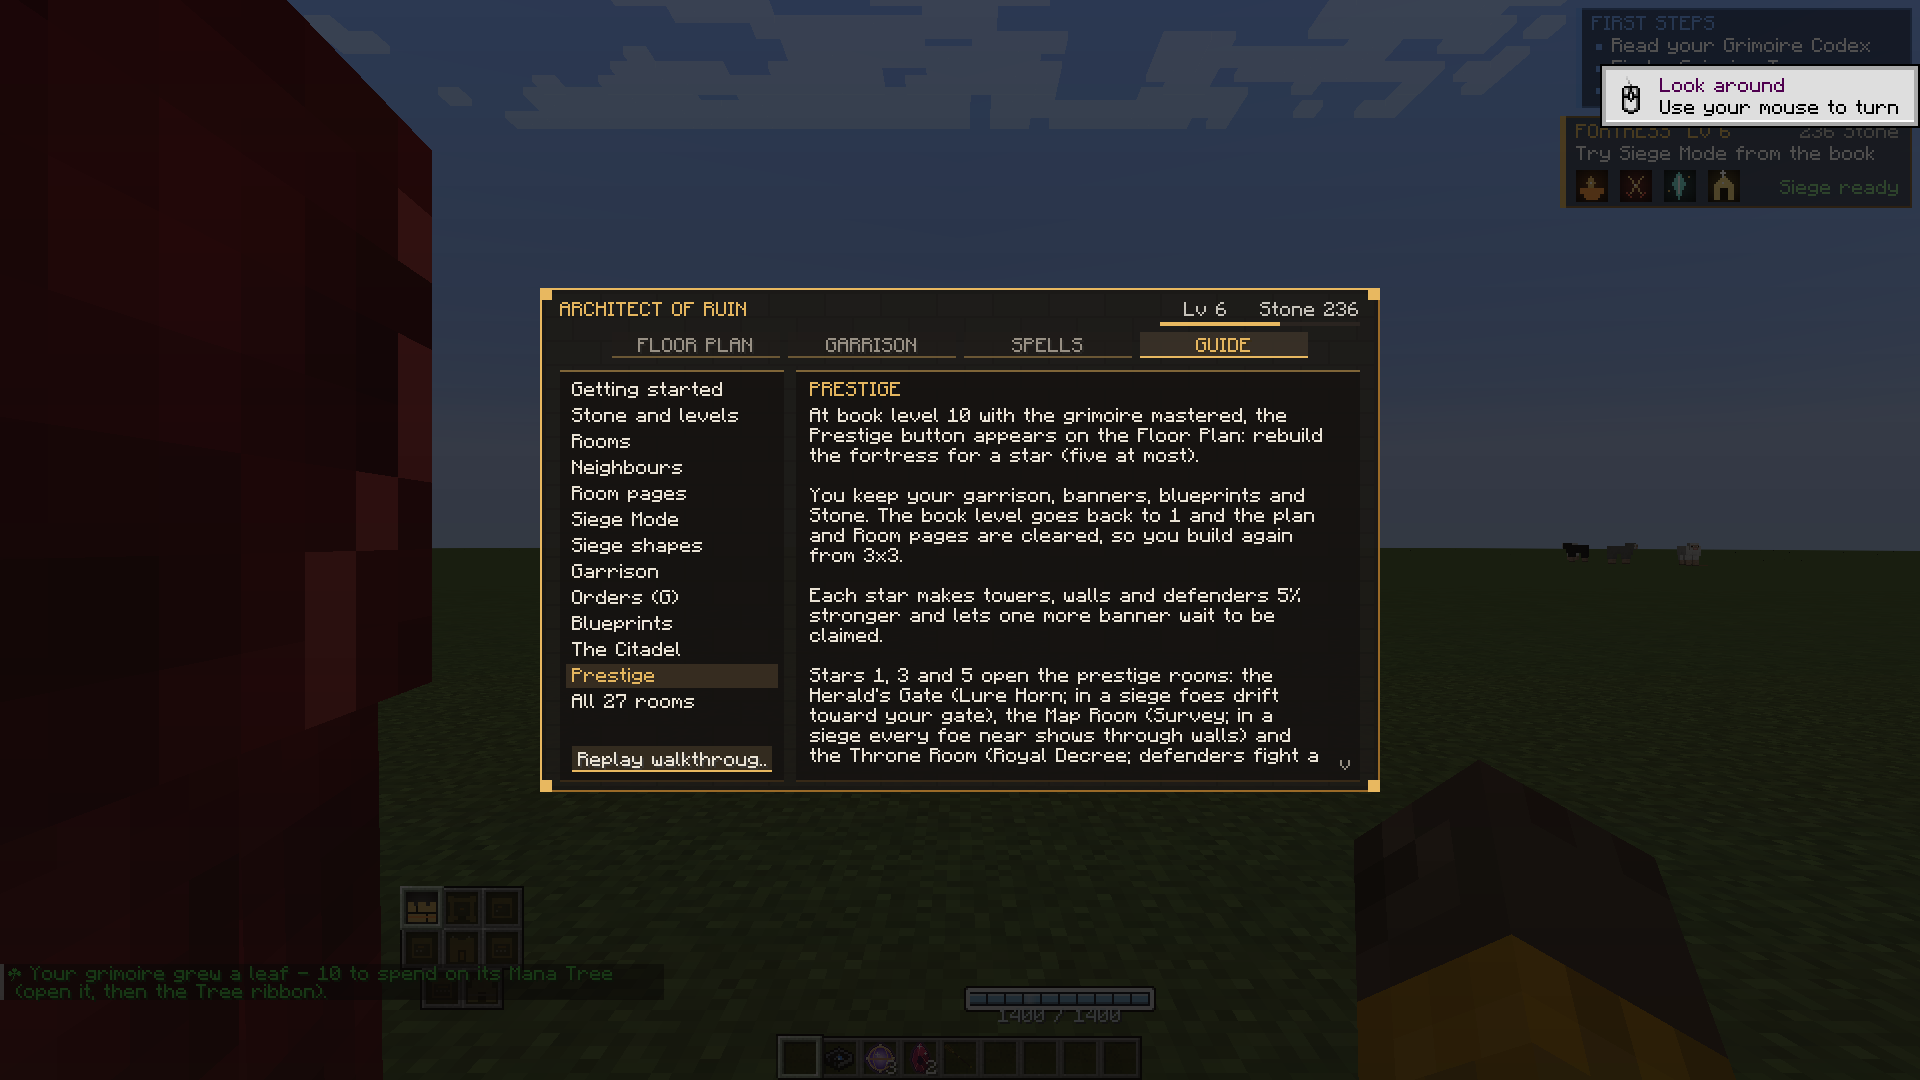 FIRST STEPS
Read your Grimoire Codex
Look around
Use your mouse to turn
FORTRESS Lv 6 236 Stone
Try Siege Mode from the book
Siege ready
ARCHITECT OF RUIN
Lv 6 Stone 236
FLOOR PLAN
GARRISON
SPELLS
GUIDE
Getting started
Stone and levels
Rooms
Neighbours
Room pages
Siege Mode
Siege shapes
Garrison
Orders (G)
Blueprints
The Citadel
Prestige
All 27 rooms
Replay walkthroug..
PRESTIGE
At book level 10 with the grimoire mastered, the
Prestige button appears on the Floor Plan: rebuild
the fortress for a star (five at most).
You keep your garrison, banners, blueprints and
Stone. The book level goes back to 1 and the plan
and Room pages are cleared, so you build again
from 3x3.
Each star makes towers, walls and defenders 5%
stronger and lets one more banner wait to be
claimed.
Stars 1, 3 and 5 open the prestige rooms: the
Herald's Gate (Lure Horn; in a siege foes drift
toward your gate), the Map Room (Survey; in a
siege every foe near shows through walls) and
the Throne Room (Royal Decree; defenders fight a
v
Your grimoire grew a leaf - 10 to spend on its Mana Tree
(open it, then the Tree ribbon).
1400 / 1400
3
2